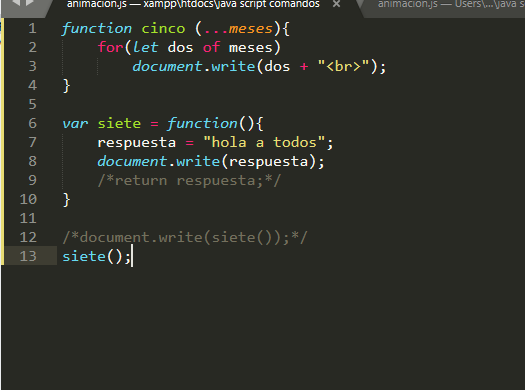 animacion.js — xampp\htdocs\java script comandos × animacion.js — Users\...\java s
1 function cinco (...meses){
2 for(let dos of meses)
3 document.write(dos + "<br>");
4 }
5
6 var siete = function(){
7 respuesta = "hola a todos";
8 document.write(respuesta);
9 /*return respuesta;*/
10 }
11
12 /*document.write(siete());*/
13 siete();